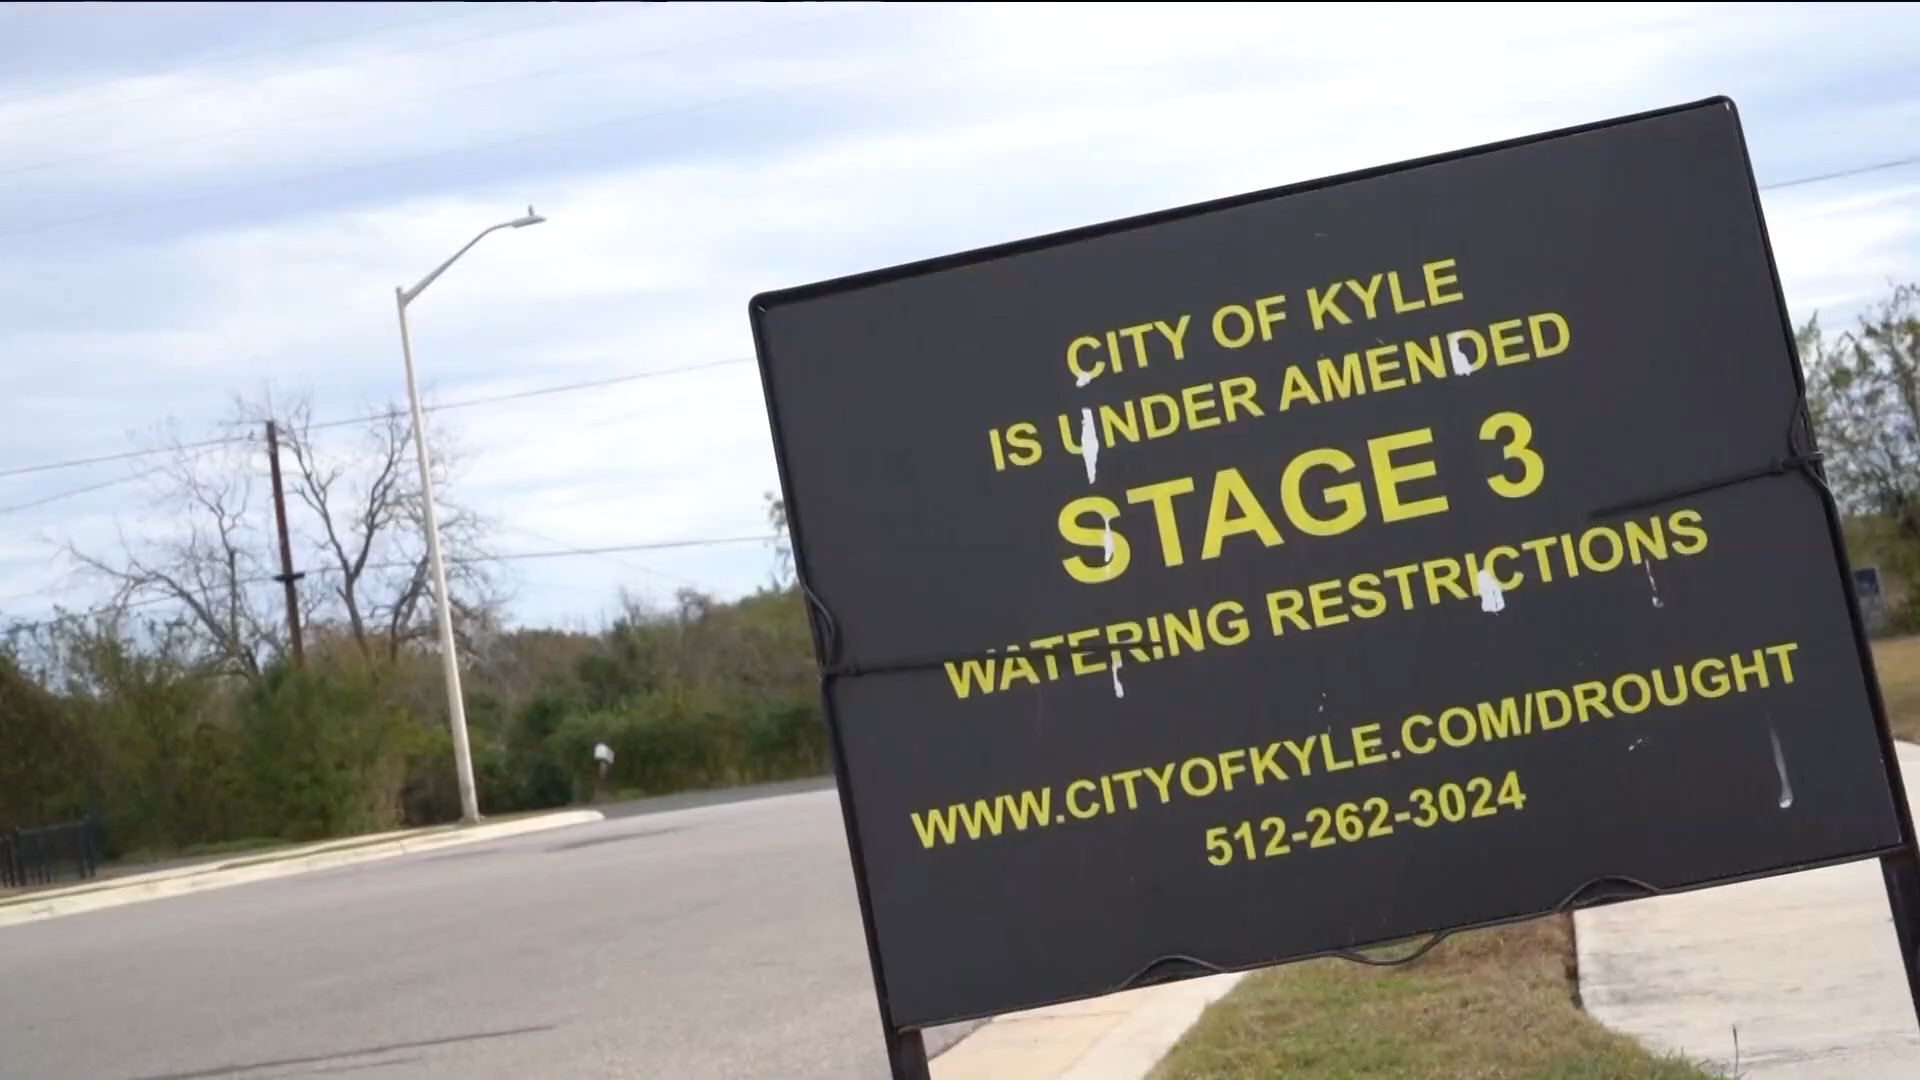 CITY OF KYLE
IS UNDER AMENDED
STAGE 3
WATERING RESTRICTIONS
WWW.CITYOFKYLE.COM/DROUGHT
512-262-3024